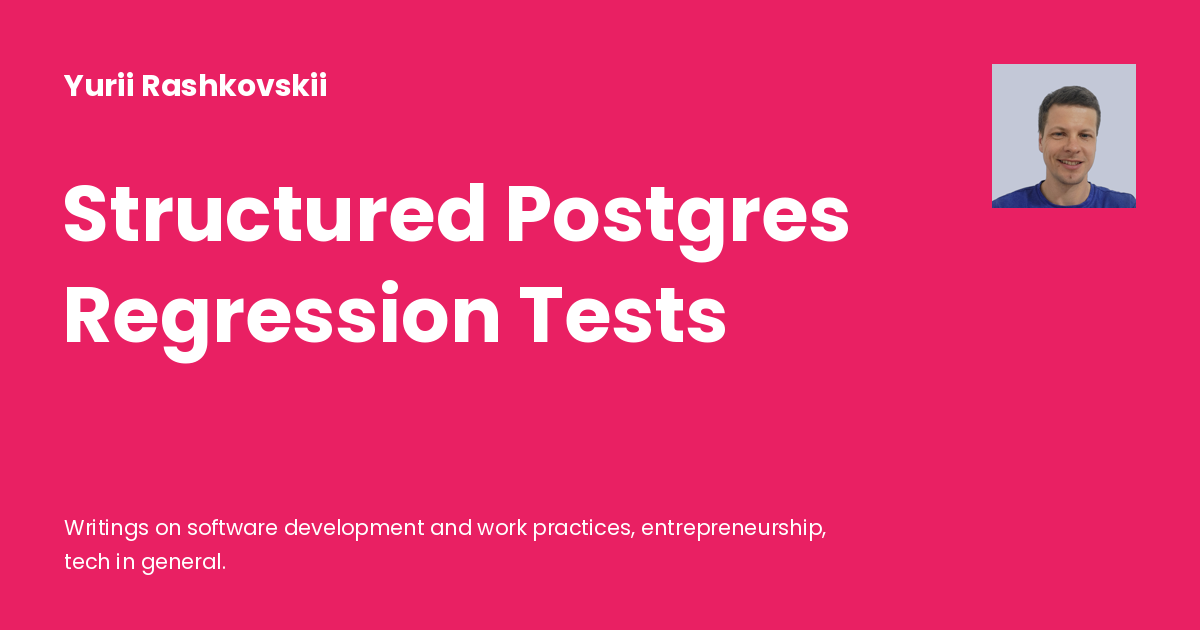 Yurii Rashkovskii
Structured Postgres
Regression Tests
Writings on software development and work practices, entrepreneurship,
tech in general.